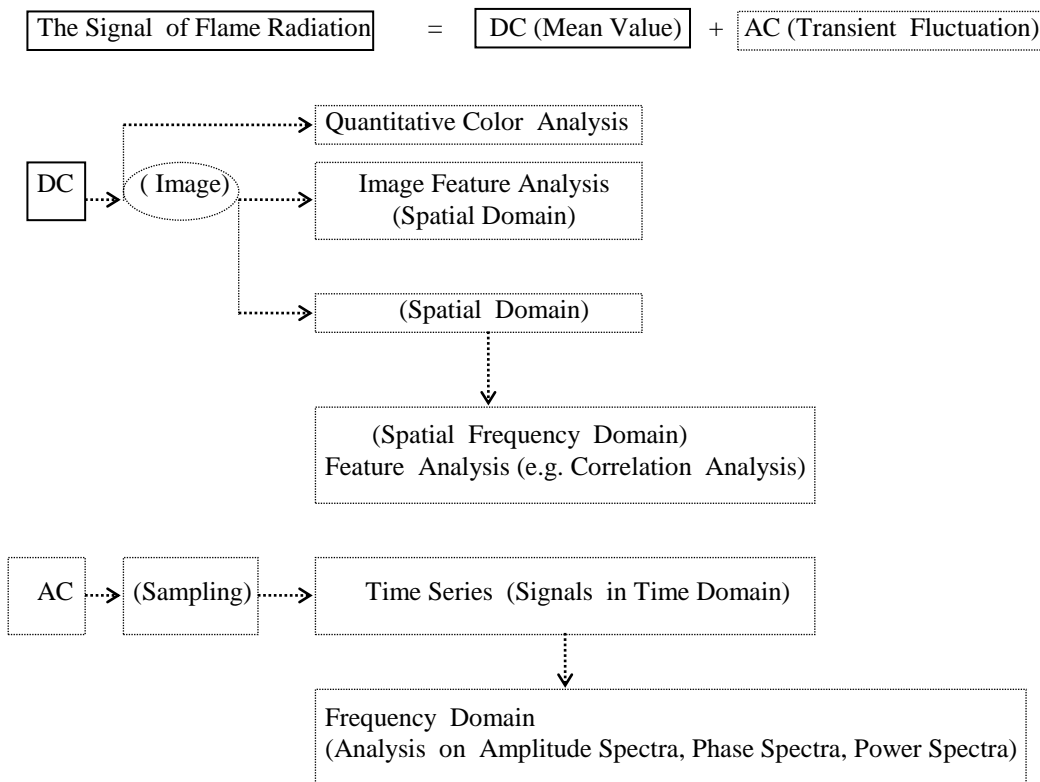 The Signal of Flame Radiation = DC (Mean Value) + AC (Transient Fluctuation)
Quantitative Color Analysis
DC
( Image)
Image Feature Analysis
(Spatial Domain)
(Spatial Domain)
(Spatial Frequency Domain)
Feature Analysis (e.g. Correlation Analysis)
AC
(Sampling)
Time Series (Signals in Time Domain)
Frequency Domain
(Analysis on Amplitude Spectra, Phase Spectra, Power Spectra)